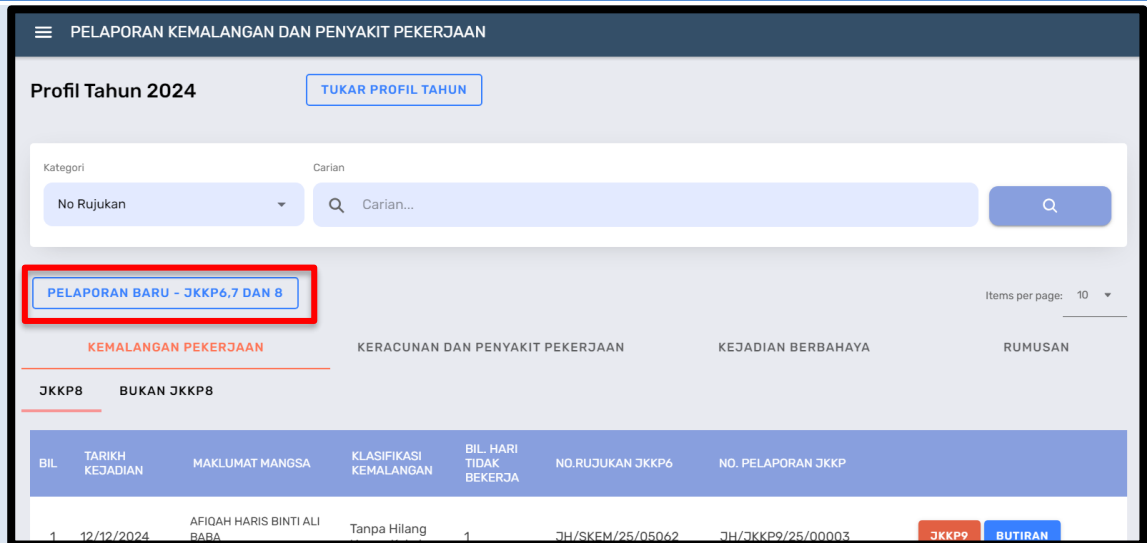 PELAPORAN KEMALANGAN DAN PENYAKIT PEKERJAAN
Profil Tahun 2024
TUKAR PROFIL TAHUN
Kategori
Carian
No Rujukan
Carian...
PELAPORAN BARU - JKKP6,7 DAN 8
Items per page: 10
KEMALANGAN PEKERJAAN
KERACUNAN DAN PENYAKIT PEKERJAAN
KEJADIAN BERBAHAYA
RUMUSAN
JKKP8
BUKAN JKKP8
BIL
TARIKH
KEJADIAN
MAKLUMAT MANGSA
KLASIFIKASI
KEMALANGAN
BIL. HARI
TIDAK
BEKERJA
NO.RUJUKAN JKKP6
NO. PELAPORAN JKKP
1
12/12/2024
AFIQAH HARIS BINTI ALI
BABA
Tanpa Hilang
1
JH/SKEM/25/05062
JH/JKKP9/25/00003
JKKP9
BUTIRAN